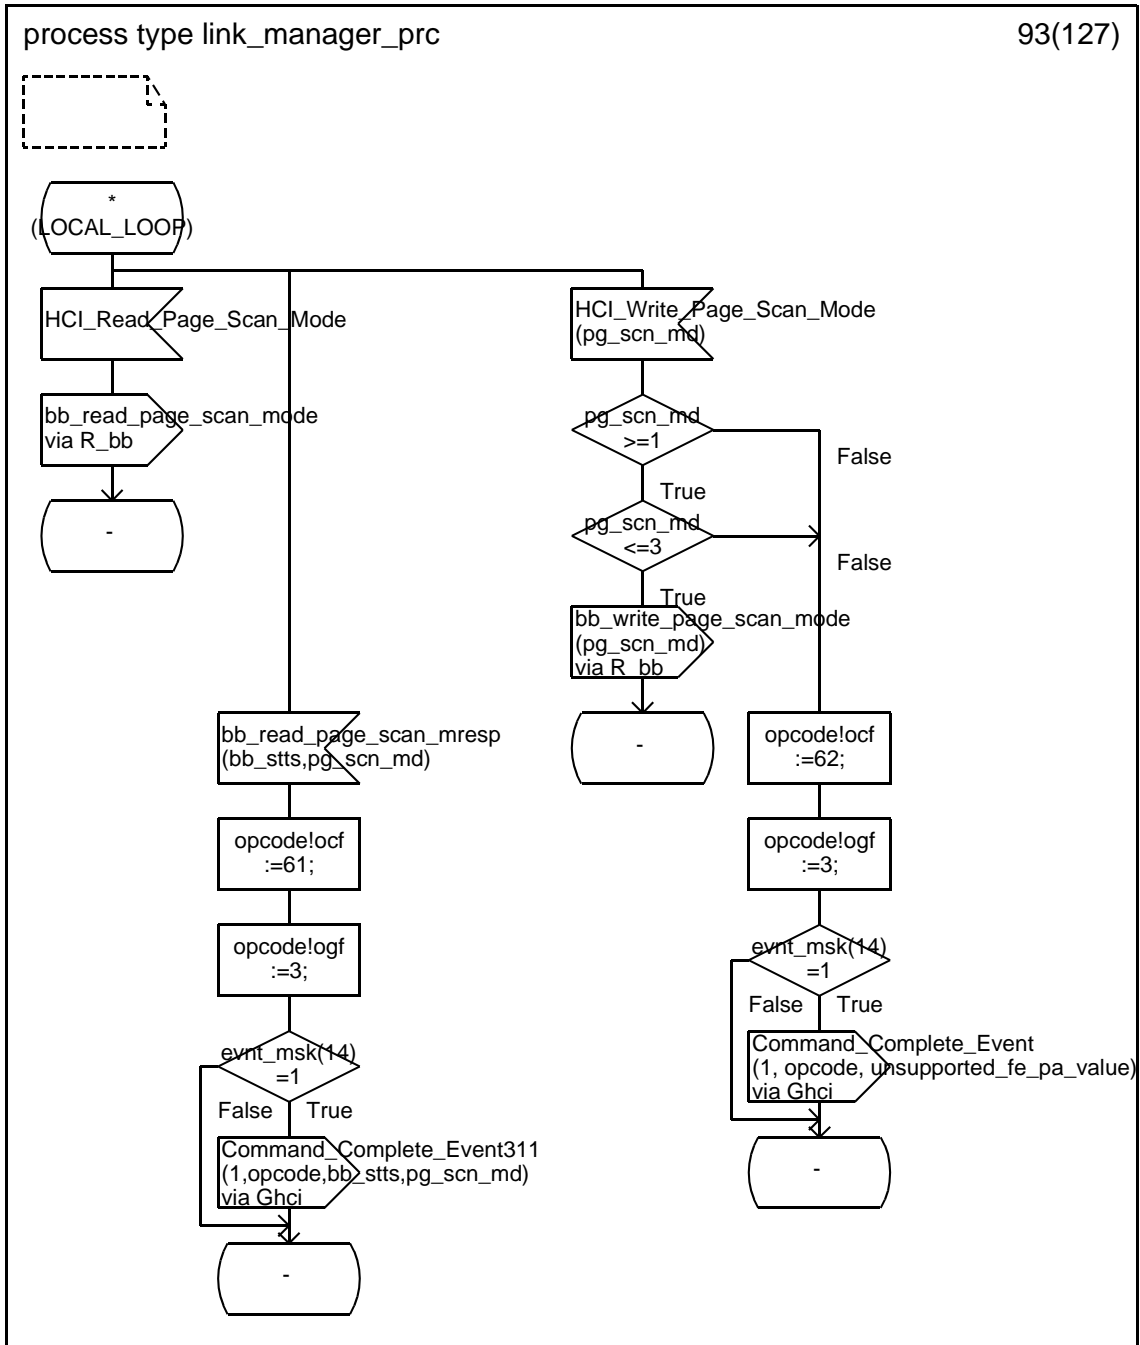 process type link_manager_prc
93(127)
*
(LOCAL_LOOP)
HCI_Read_Page_Scan_Mode
bb_read_page_scan_mode
via R_bb
-
bb_read_page_scan_mresp
(bb_stts,pg_scn_md)
opcode!ocf
:=61;
opcode!ogf
:=3;
evnt_msk(14)
=1
False
True
Command_Complete_Event311
(1,opcode,bb_stts,pg_scn_md)
via Ghci
-
HCI_Write_Page_Scan_Mode
(pg_scn_md)
pg_scn_md
>=1
False
True
pg_scn_md
<=3
False
True
bb_write_page_scan_mode
(pg_scn_md)
via R_bb
-
opcode!ocf
:=62;
opcode!ogf
:=3;
evnt_msk(14)
=1
False
True
Command_Complete_Event
(1, opcode, unsupported_fe_pa_value)
via Ghci
-